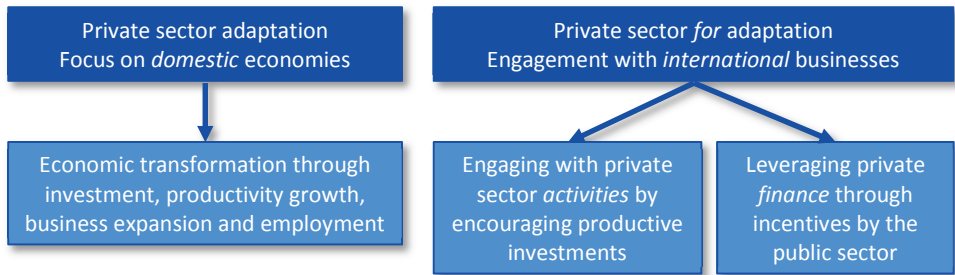 Private sector adaptation
Focus on domestic economies
Private sector for adaptation
Engagement with international businesses
Economic transformation through
investment, productivity growth,
business expansion and employment
Engaging with private
sector activities by
encouraging productive
investments
Leveraging private
finance through
incentives by the
public sector